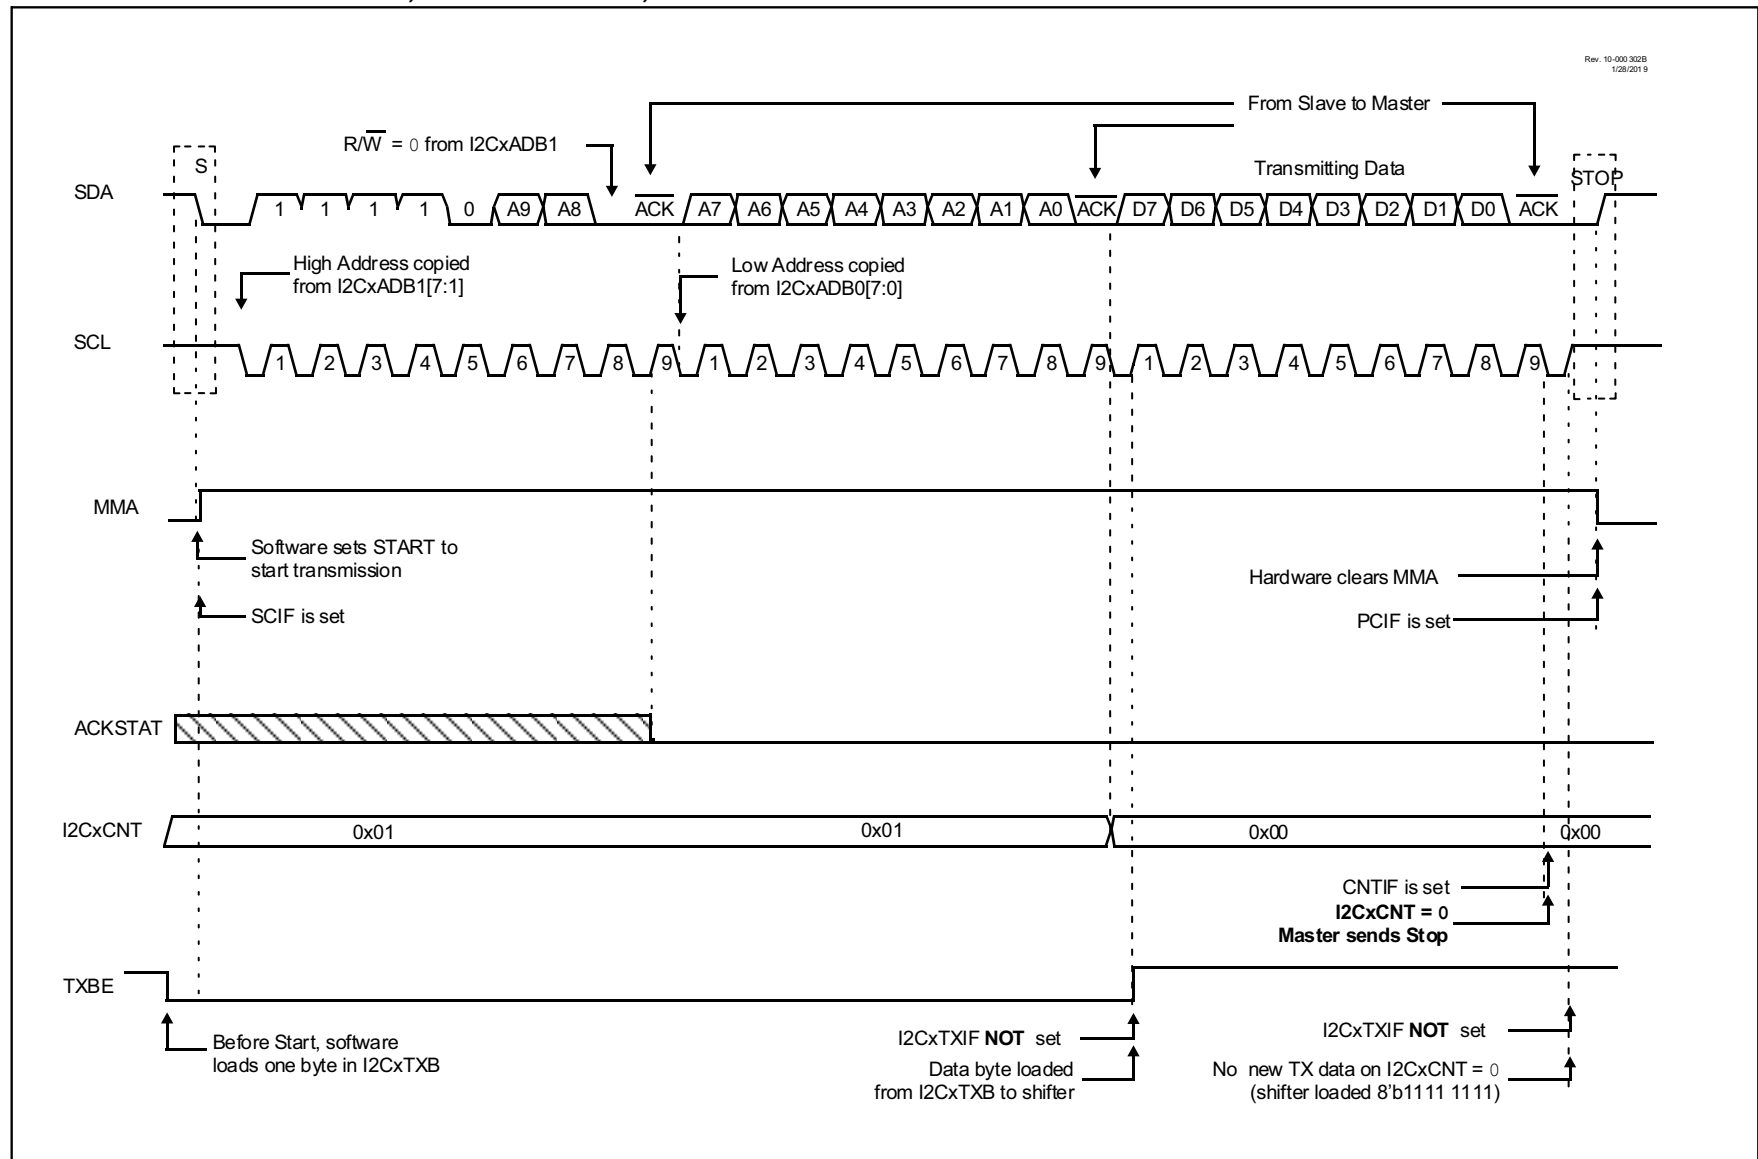 Rev. 10-000302B
1/28/2019
From Slave to Master
R/W = 0 from I2CxADB1
S
Transmitting Data
STOP
SDA
1 1 1 1 0 A9 A8 ACK A7 A6 A5 A4 A3 A2 A1 A0 ACK D7 D6 D5 D4 D3 D2 D1 D0 ACK
High Address copied
from I2CxADB1[7:1]
Low Address copied
from I2CxADB0[7:0]
SCL
1 2 3 4 5 6 7 8 9 1 2 3 4 5 6 7 8 9 1 2 3 4 5 6 7 8 9
MMA
Software sets START to
start transmission
SCIF is set
Hardware clears MMA
PCIF is set
ACKSTAT
I2CxCNT
0x01 0x01 0x00 0x00
CNTIF is set
I2CxCNT = 0
Master sends Stop
TXBE
Before Start, software
loads one byte in I2CxTXB
I2CxTXIF NOT set
Data byte loaded
from I2CxTXB to shifter
I2CxTXIF NOT set
No new TX data on I2CxCNT = 0
(shifter loaded 8'b1111 1111)